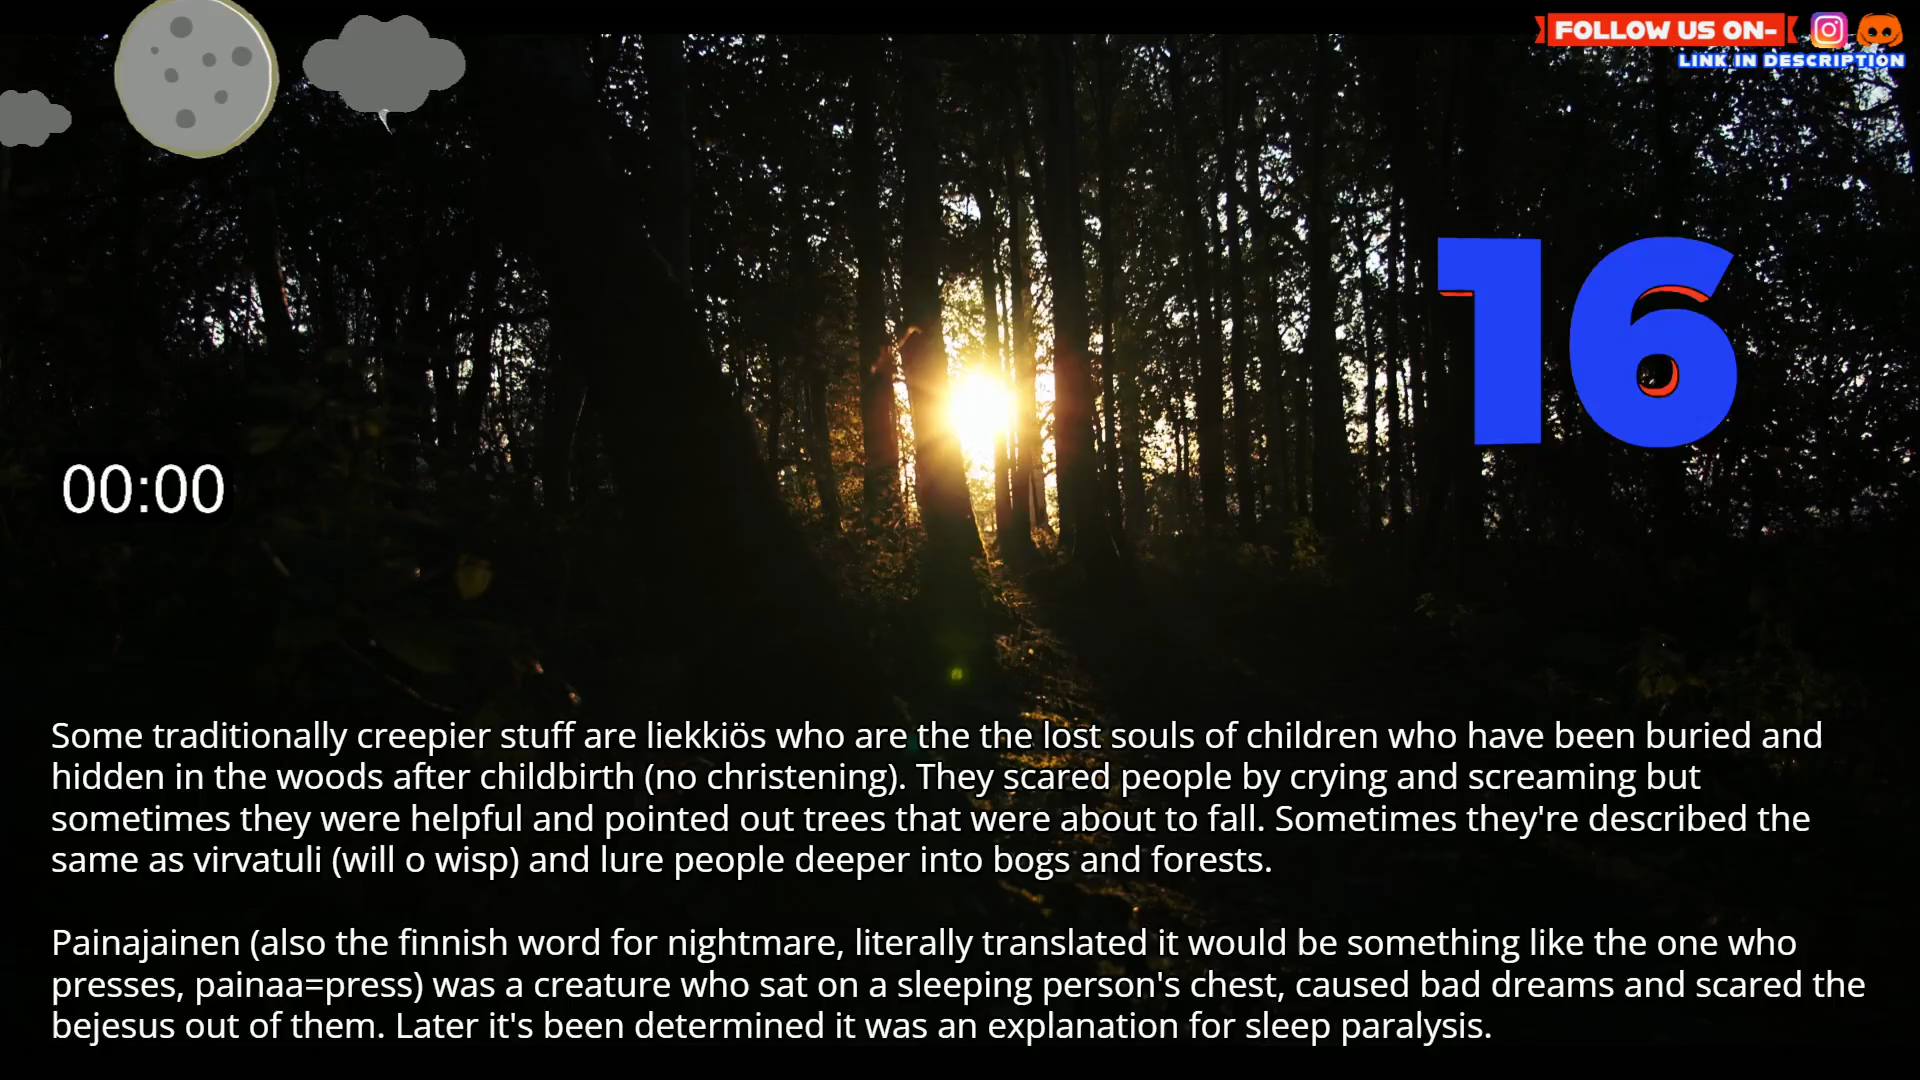 FOLLOW US ON-
LINK IN DESCRIPTION
16
00:00
Some traditionally creepier stuff are liekkiös who are the the lost souls of children who have been buried and
hidden in the woods after childbirth (no christening). They scared people by crying and screaming but
sometimes they were helpful and pointed out trees that were about to fall. Sometimes they're described the
same as virvatuli (will o wisp) and lure people deeper into bogs and forests.
Painajainen (also the finnish word for nightmare, literally translated it would be something like the one who
presses, painaa=press) was a creature who sat on a sleeping person's chest, caused bad dreams and scared the
bejesus out of them. Later it's been determined it was an explanation for sleep paralysis.